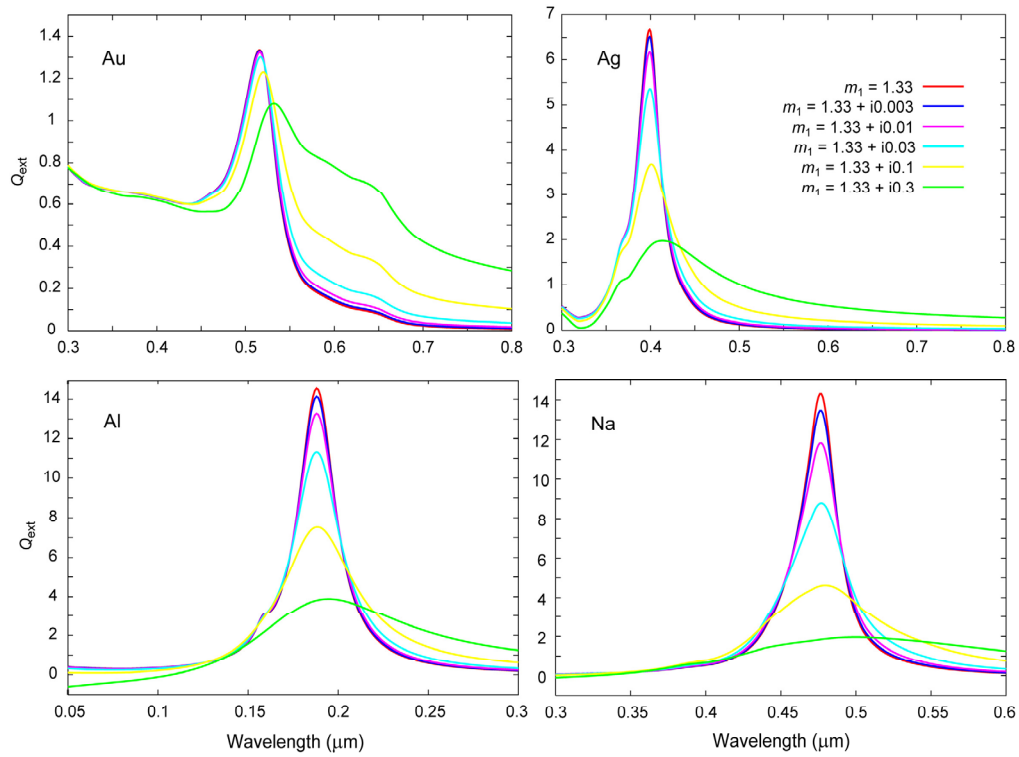 Au
Q_ext
1.4
1.2
1
0.8
0.6
0.4
0.2
0
0.3 0.4 0.5 0.6 0.7 0.8
Ag
7
6
5
4
3
2
1
0
0.3 0.4 0.5 0.6 0.7 0.8
m₁ = 1.33
m₁ = 1.33 + i0.003
m₁ = 1.33 + i0.01
m₁ = 1.33 + i0.03
m₁ = 1.33 + i0.1
m₁ = 1.33 + i0.3
Al
Q_ext
14
12
10
8
6
4
2
0
0.05 0.1 0.15 0.2 0.25 0.3
Wavelength (μm)
Na
14
12
10
8
6
4
2
0
0.3 0.35 0.4 0.45 0.5 0.55 0.6
Wavelength (μm)